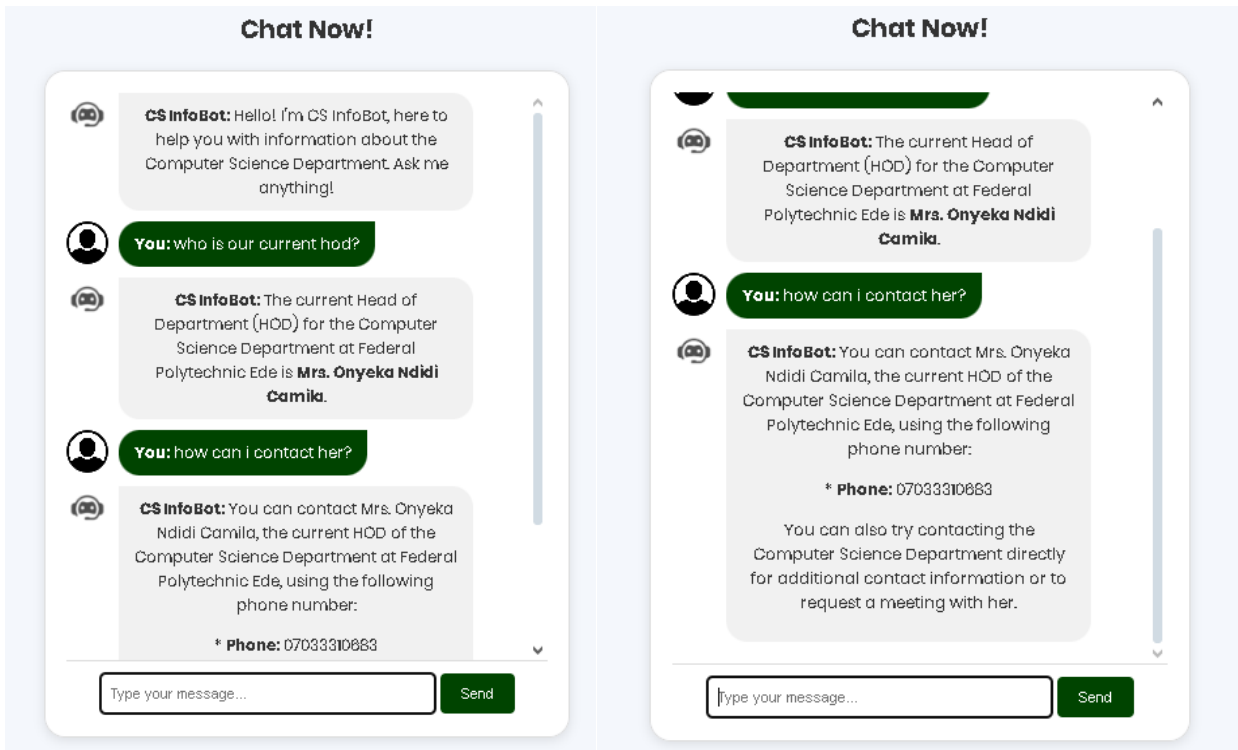 Chat Now!
CS InfoBot: Hello! I'm CS InfoBot, here to
help you with information about the
Computer Science Department. Ask me
anything!
You: who is our current hod?
CS InfoBot: The current Head of
Department (HOD) for the Computer
Science Department at Federal
Polytechnic Ede is Mrs. Onyeka Ndidi
Camila.
You: how can i contact her?
CS InfoBot: You can contact Mrs. Onyeka
Ndidi Camila, the current HOD of the
Computer Science Department at Federal
Polytechnic Ede, using the following
phone number:
* Phone: 07033310683
Type your message...
Send
Chat Now!
CS InfoBot: The current Head of
Department (HOD) for the Computer
Science Department at Federal
Polytechnic Ede is Mrs. Onyeka Ndidi
Camila.
You: how can i contact her?
CS InfoBot: You can contact Mrs. Onyeka
Ndidi Camila, the current HOD of the
Computer Science Department at Federal
Polytechnic Ede, using the following
phone number:
* Phone: 07033310683
You can also try contacting the
Computer Science Department directly
for additional contact information or to
request a meeting with her.
Type your message...
Send